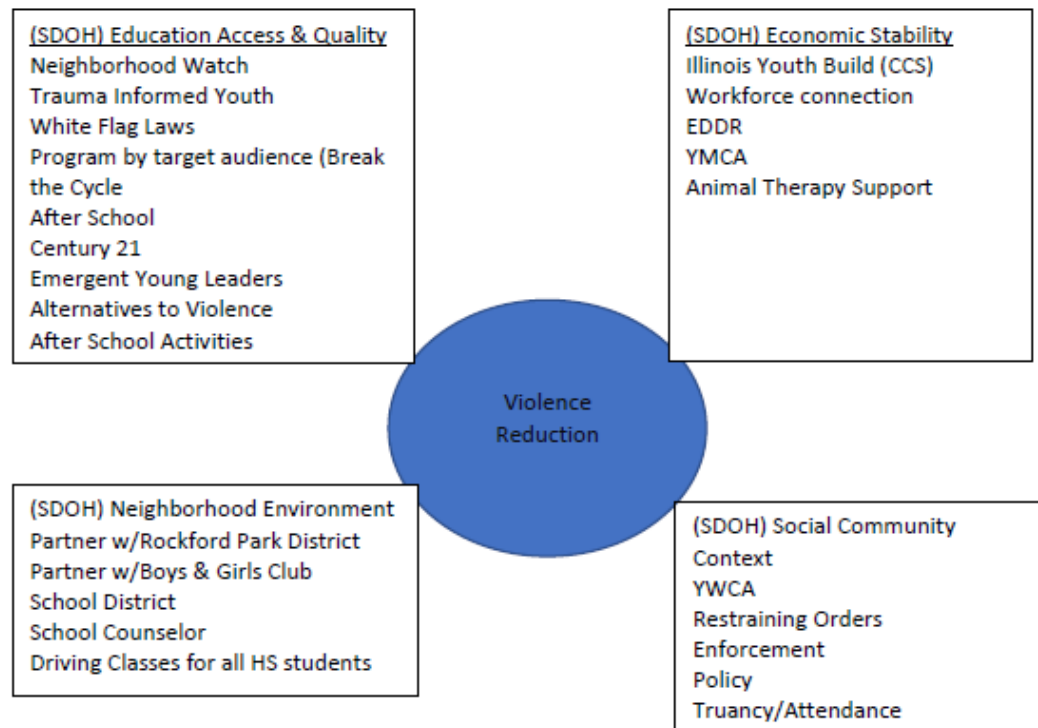 (SDOH) Education Access & Quality
Neighborhood Watch
Trauma Informed Youth
White Flag Laws
Program by target audience (Break
the Cycle
After School
Century 21
Emergent Young Leaders
Alternatives to Violence
After School Activities
(SDOH) Economic Stability
Illinois Youth Build (CCS)
Workforce connection
EDDR
YMCA
Animal Therapy Support
Violence
Reduction
(SDOH) Neighborhood Environment
Partner w/Rockford Park District
Partner w/Boys & Girls Club
School District
School Counselor
Driving Classes for all HS students
(SDOH) Social Community
Context
YWCA
Restraining Orders
Enforcement
Policy
Truancy/Attendance